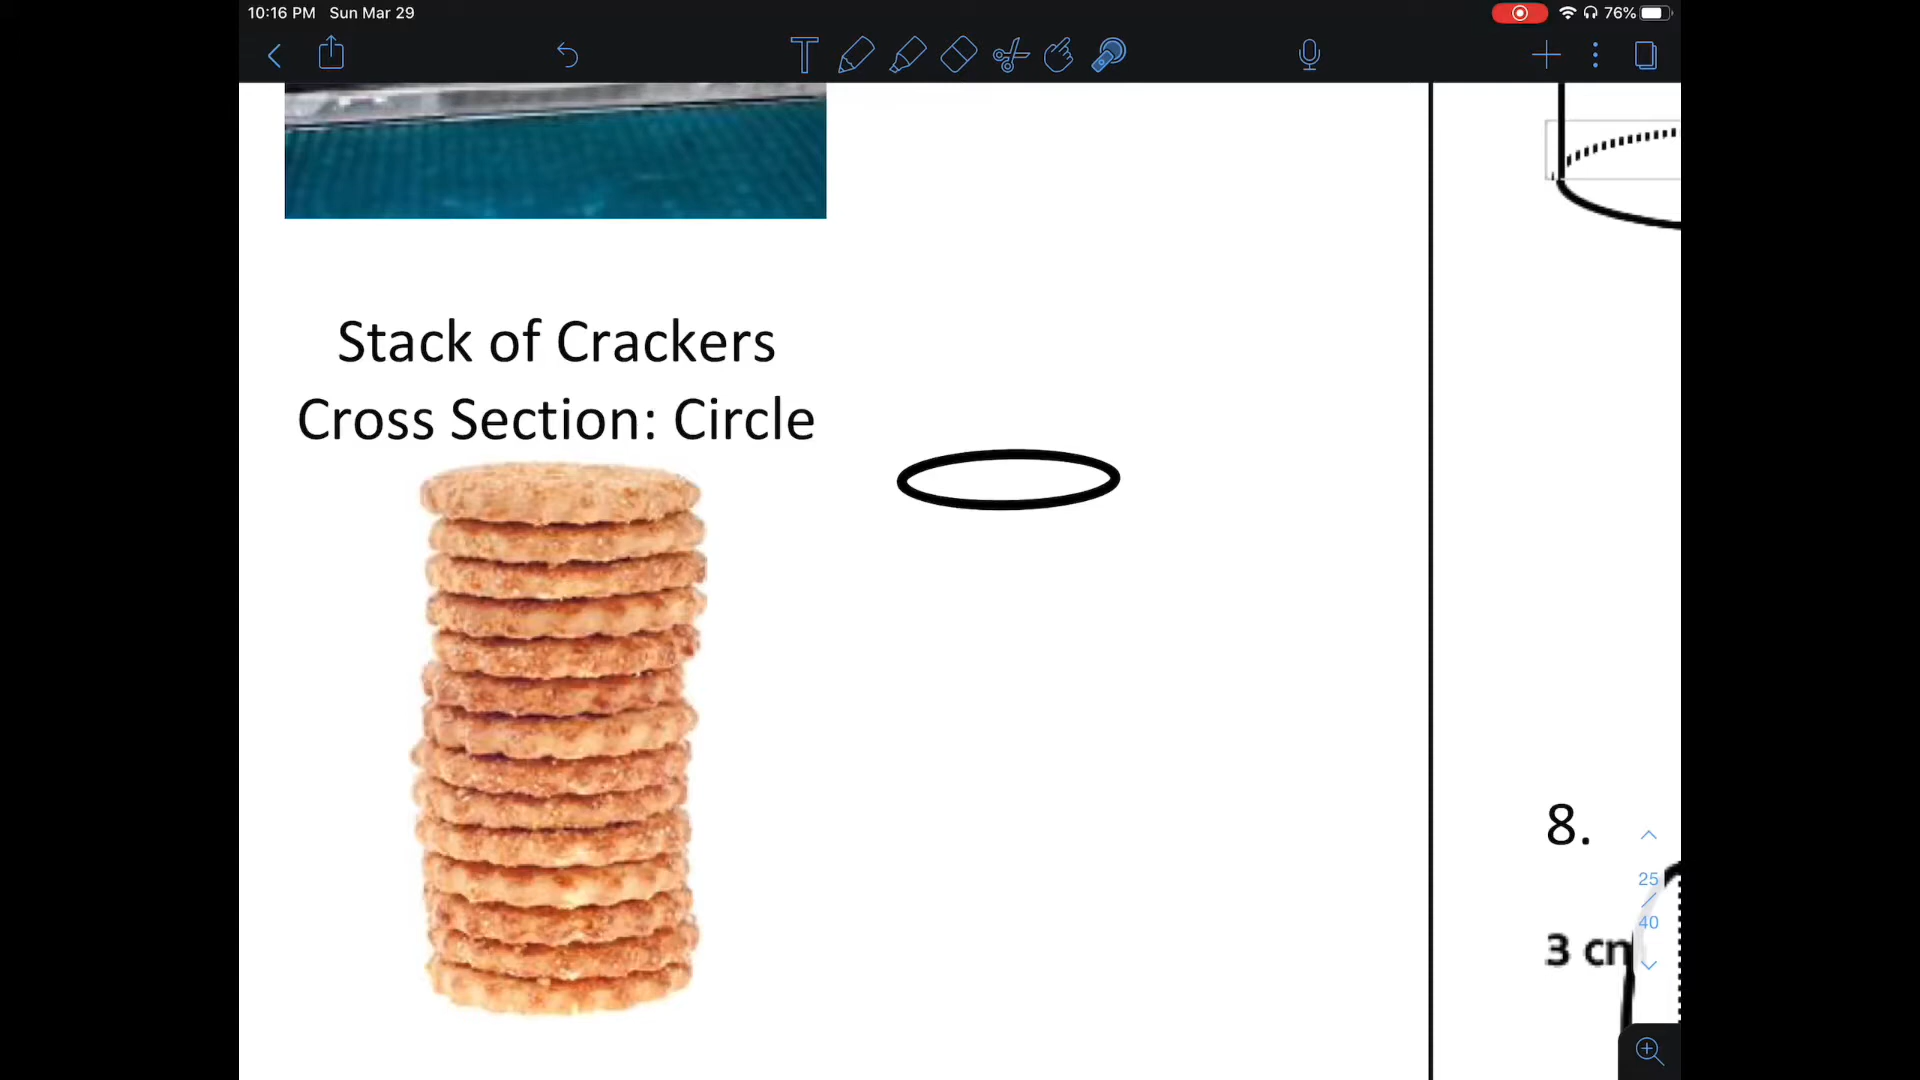 10:16 PM Sun Mar 29
76%
Stack of Crackers
Cross Section: Circle
8.
25
40
3 cm